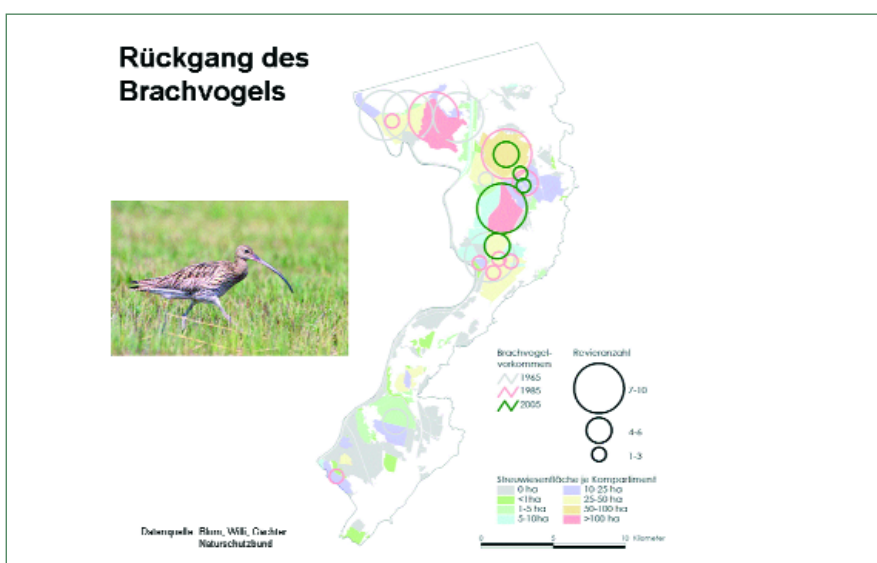 Rückgang des
Brachvogels
Brachvogel-
vorkommen
1965
1985
2005
Revieranzahl
7-10
4-6
1-3
Streuwiesenfläche je Kompartiment
0 ha
<1ha
1-5 ha
5-10ha
10-25 ha
25-50 ha
50-100 ha
>100 ha
0 5 10 Kilometer
Datenquelle Blum, Willi, Gachter
Naturschutzbund